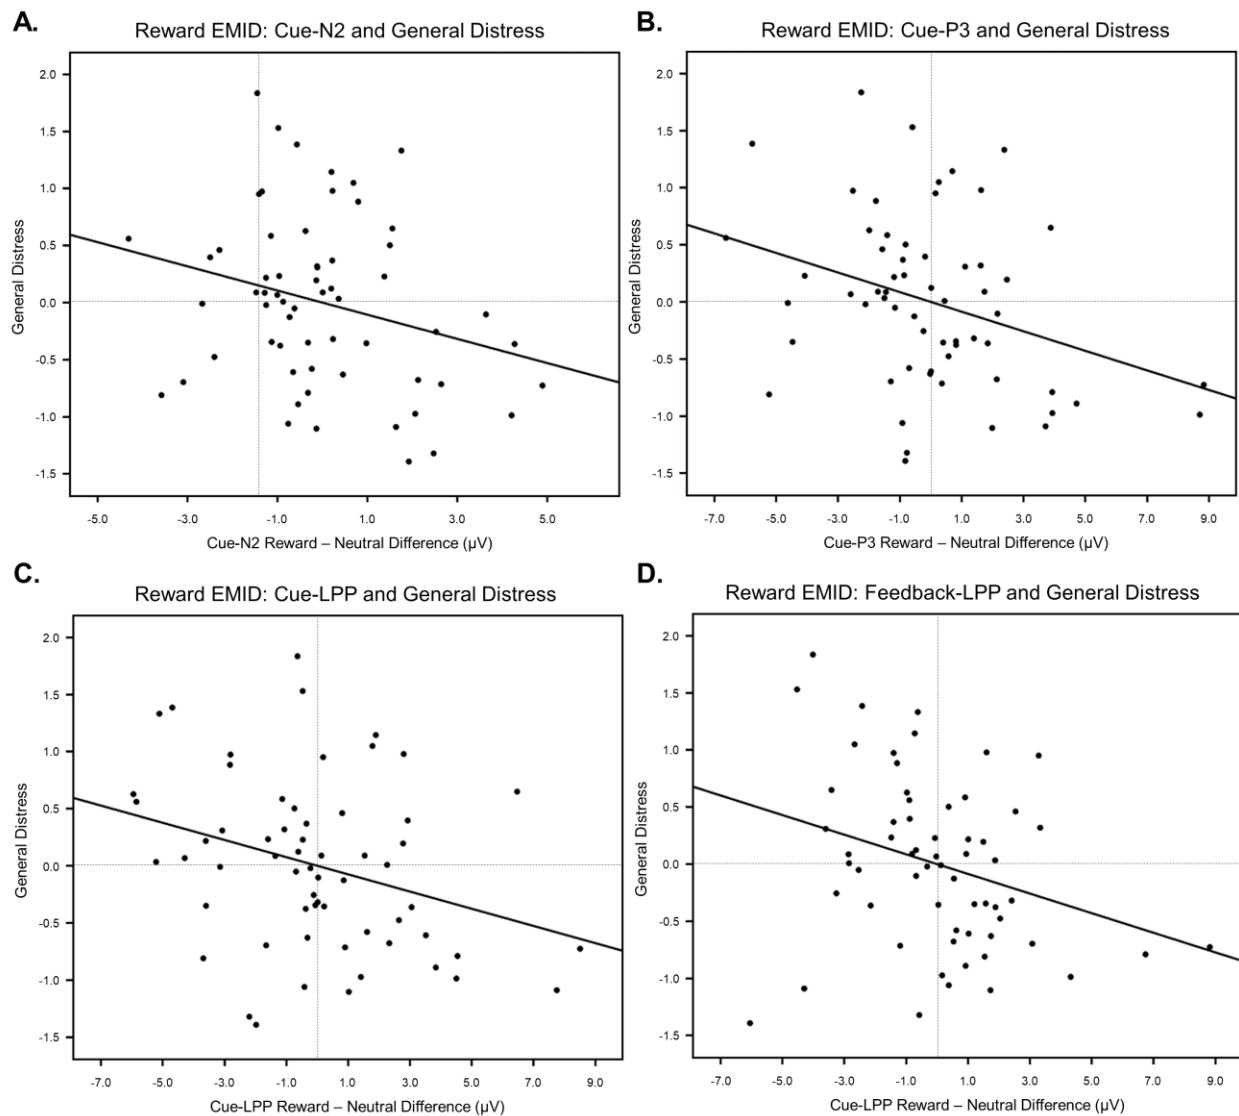 A.
Reward EMID: Cue-N2 and General Distress
2.0
1.5
1.0
0.5
0.0
-0.5
-1.0
-1.5
General Distress
-5.0 -3.0 -1.0 1.0 3.0 5.0
Cue-N2 Reward – Neutral Difference (µV)
B.
Reward EMID: Cue-P3 and General Distress
2.0
1.5
1.0
0.5
0.0
-0.5
-1.0
-1.5
General Distress
-7.0 -5.0 -3.0 -1.0 1.0 3.0 5.0 7.0 9.0
Cue-P3 Reward – Neutral Difference (µV)
C.
Reward EMID: Cue-LPP and General Distress
2.0
1.5
1.0
0.5
0.0
-0.5
-1.0
-1.5
General Distress
-7.0 -5.0 -3.0 -1.0 1.0 3.0 5.0 7.0 9.0
Cue-LPP Reward – Neutral Difference (µV)
D.
Reward EMID: Feedback-LPP and General Distress
2.0
1.5
1.0
0.5
0.0
-0.5
-1.0
-1.5
General Distress
-7.0 -5.0 -3.0 -1.0 1.0 3.0 5.0 7.0 9.0
Cue-LPP Reward – Neutral Difference (µV)